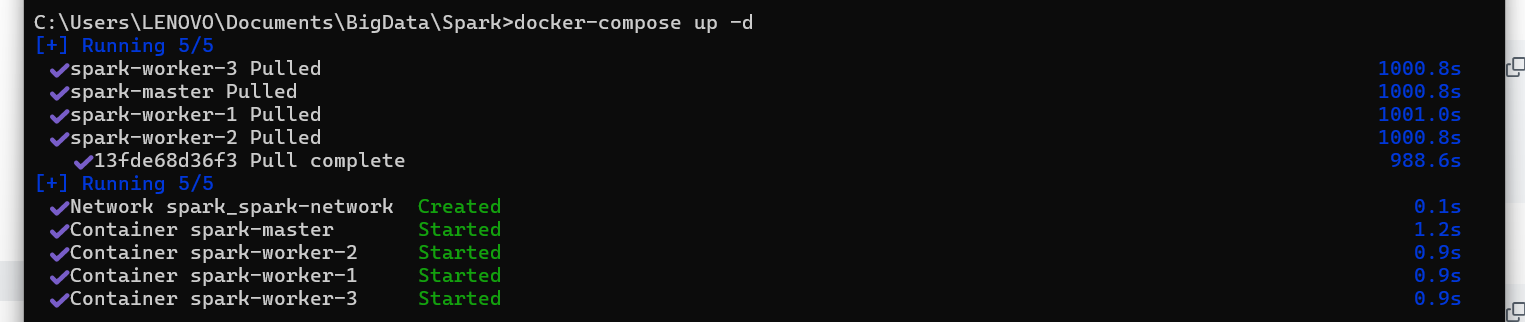 C:\Users\LENOVO\Documents\BigData\Spark>docker-compose up -d
[+] Running 5/5
✔spark-worker-3 Pulled 1000.8s
✔spark-master Pulled 1000.8s
✔spark-worker-1 Pulled 1001.0s
✔spark-worker-2 Pulled 1000.8s
✔13fde68d36f3 Pull complete 988.6s
[+] Running 5/5
✔Network spark_spark-network Created 0.1s
✔Container spark-master Started 1.2s
✔Container spark-worker-2 Started 0.9s
✔Container spark-worker-1 Started 0.9s
✔Container spark-worker-3 Started 0.9s